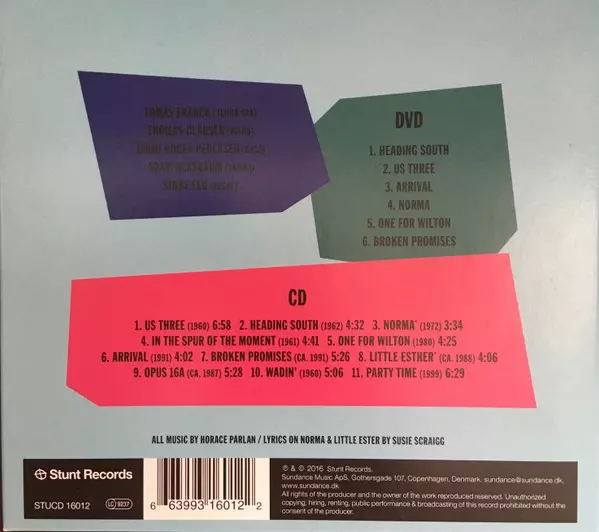 TOMAS FRANCK (TENOR SAX)
THOMAS CLAUSEN (PIANO)
(BASS)
(DRUMS)
SINNE EEG (VOCAL)
DVD
1. HEADING SOUTH
2. US THREE
3. ARRIVAL
4. NORMA
5. ONE FOR WILTON
6. BROKEN PROMISES
CD
1. US THREE (1960) 6:58 2. HEADING SOUTH (1962) 4:32 3. NORMA' (1972) 3:34
4. IN THE SPUR OF THE MOMENT (1961) 4:41 5. ONE FOR WILTON (1980) 4:25
6. ARRIVAL (1991) 4:02 7. BROKEN PROMISES (CA. 1991) 5:26 8. LITTLE ESTHER' (CA. 1988) 4:06
9. OPUS 16A (CA. 1987) 5:28 10. WADIN' (1960) 5:06 11. PARTY TIME (1999) 6:29
ALL MUSIC BY HORACE PARLAN / LYRICS ON NORMA & LITTLE ESTER BY SUSIE SCRAIGG
Stunt Records
STUCD 16012
LC 9237
6 63993 16012 2
℗ & © 2016 Stunt Records.
Sundance Music ApS, Gothersgade 107, Copenhagen, Denmark. sundance@sundance.dk,
www.sundance.dk
All rights of the producer and the owner of the work reproduced reserved. Unauthorized
copying, hiring, renting, public performance & broadcasting of this record prohibited without the
consent of the producer.